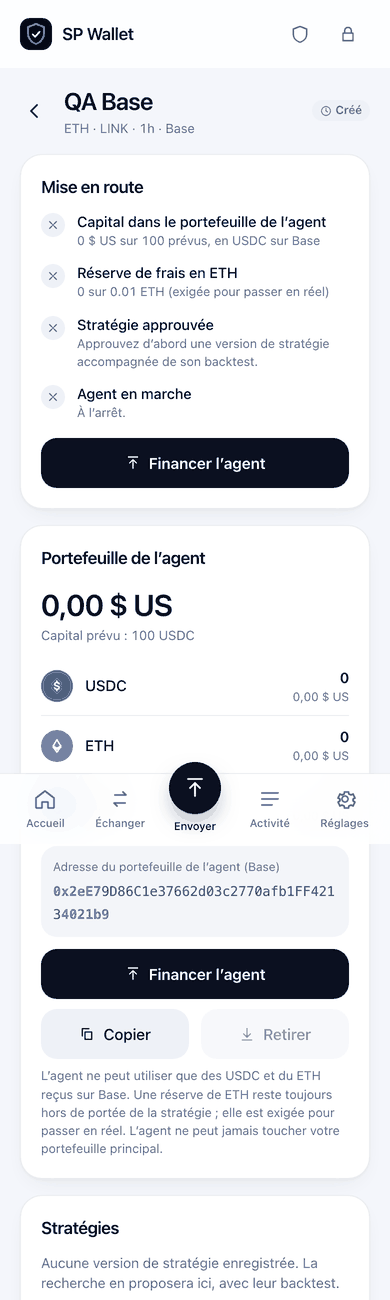 SP Wallet
QA Base
ETH · LINK · 1h · Base
Créé
Mise en route
Capital dans le portefeuille de l’agent
0 $ US sur 100 prévus, en USDC sur Base
Réserve de frais en ETH
0 sur 0.01 ETH (exigée pour passer en réel)
Stratégie approuvée
Approuvez d’abord une version de stratégie
accompagnée de son backtest.
Agent en marche
À l’arrêt.
Financer l’agent
Portefeuille de l’agent
0,00 $ US
Capital prévu : 100 USDC
USDC
0
0,00 $ US
ETH
0
0,00 $ US
Accueil
Échanger
Envoyer
Activité
Réglages
Adresse du portefeuille de l’agent (Base)
0x2eE79D86C1e37662d03c2770afb1FF421
34021b9
Financer l’agent
Copier
Retirer
L’agent ne peut utiliser que des USDC et du ETH
reçus sur Base. Une réserve de ETH reste toujours
hors de portée de la stratégie ; elle est exigée pour
passer en réel. L’agent ne peut jamais toucher votre
portefeuille principal.
Stratégies
Aucune version de stratégie enregistrée. La
recherche en proposera ici, avec leur backtest.